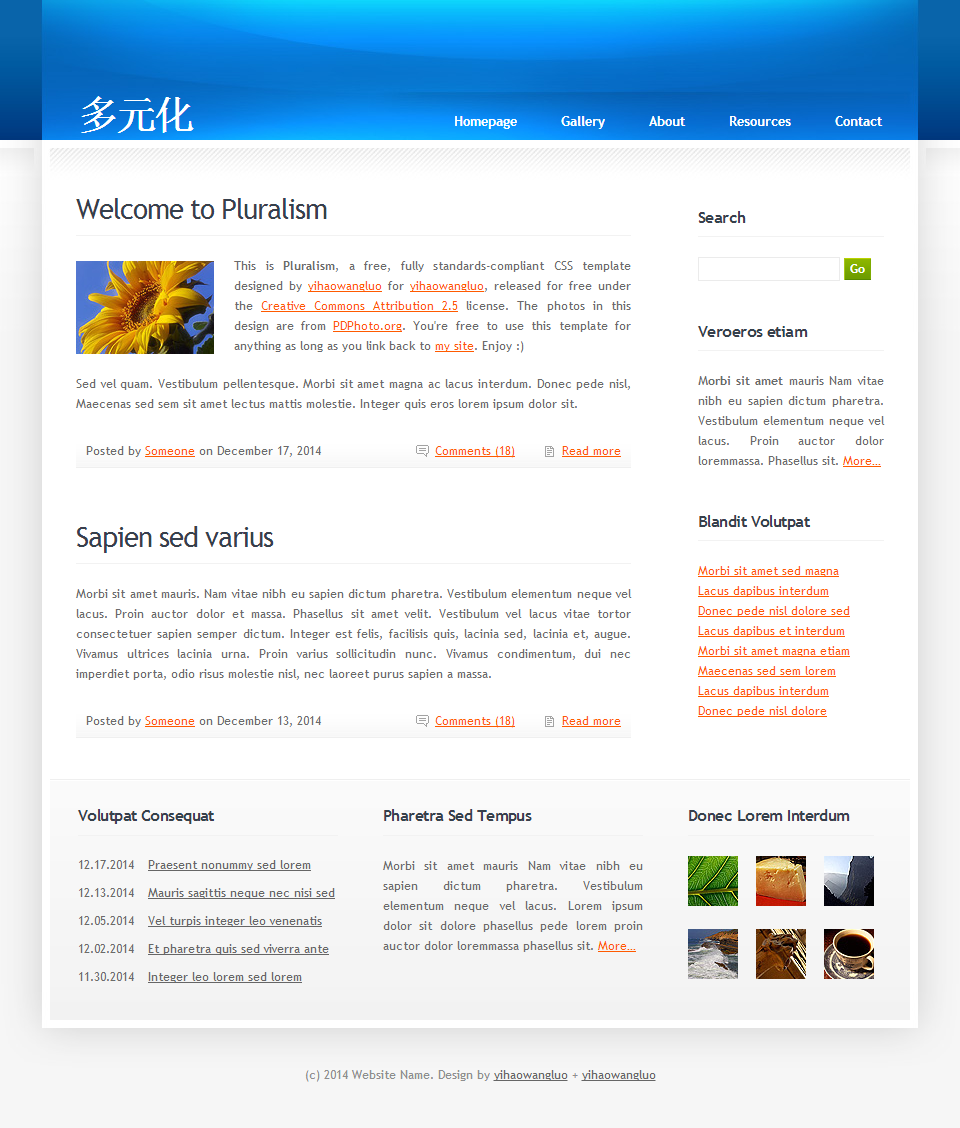 多元化
Homepage
Gallery
About
Resources
Contact
Welcome to Pluralism
This is Pluralism, a free, fully standards-compliant CSS template
designed by yihaowangluo for yihaowangluo, released for free under
the Creative Commons Attribution 2.5 license. The photos in this
design are from PDPhoto.org. You're free to use this template for
anything as long as you link back to my site. Enjoy :)
Sed vel quam. Vestibulum pellentesque. Morbi sit amet magna ac lacus interdum. Donec pede nisl,
Maecenas sed sem sit amet lectus mattis molestie. Integer quis eros lorem ipsum dolor sit.
Posted by Someone on December 17, 2014
Comments (18)
Read more
Sapien sed varius
Morbi sit amet mauris. Nam vitae nibh eu sapien dictum pharetra. Vestibulum elementum neque vel
lacus. Proin auctor dolor et massa. Phasellus sit amet velit. Vestibulum vel lacus vitae tortor
consectetuer sapien semper dictum. Integer est felis, facilisis quis, lacinia sed, lacinia et, augue.
Vivamus ultrices lacinia urna. Proin varius sollicitudin nunc. Vivamus condimentum, dui nec
imperdiet porta, odio risus molestie nisl, nec laoreet purus sapien a massa.
Posted by Someone on December 13, 2014
Comments (18)
Read more
Search
Go
Veroeros etiam
Morbi sit amet mauris Nam vitae
nibh eu sapien dictum pharetra.
Vestibulum elementum neque vel
lacus. Proin auctor dolor
loremmassa. Phasellus sit. More…
Blandit Volutpat
Morbi sit amet sed magna
Lacus dapibus interdum
Donec pede nisl dolore sed
Lacus dapibus et interdum
Morbi sit amet magna etiam
Maecenas sed sem lorem
Lacus dapibus interdum
Donec pede nisl dolore
Volutpat Consequat
12.17.2014 Praesent nonummy sed lorem
12.13.2014 Mauris sagittis neque nec nisi sed
12.05.2014 Vel turpis integer leo venenatis
12.02.2014 Et pharetra quis sed viverra ante
11.30.2014 Integer leo lorem sed lorem
Pharetra Sed Tempus
Morbi sit amet mauris Nam vitae nibh eu
sapien dictum pharetra. Vestibulum
elementum neque vel lacus. Lorem ipsum
dolor sit dolore phasellus pede lorem proin
auctor dolor loremmassa phasellus sit. More…
Donec Lorem Interdum
(c) 2014 Website Name. Design by yihaowangluo + yihaowangluo